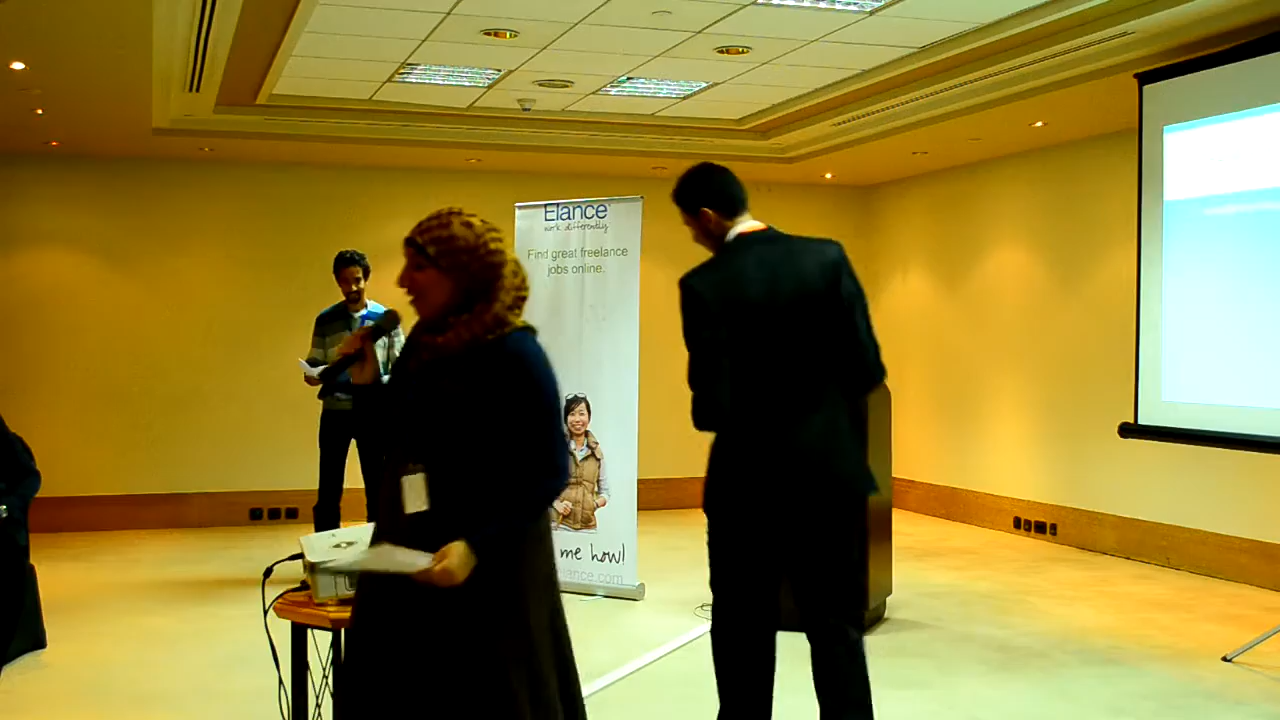 Elance
work differently
Find great freelance
jobs online.
me how!
lance.com